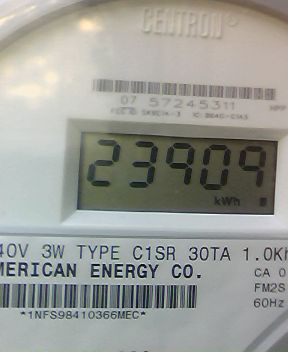 CENTRON
07 57245311
23909
kWh
40V 3W TYPE C1SR 30TA 1.0Kh
MERICAN ENERGY CO.
CA 0
FM2S
60Hz
*1NFS98410366MEC*